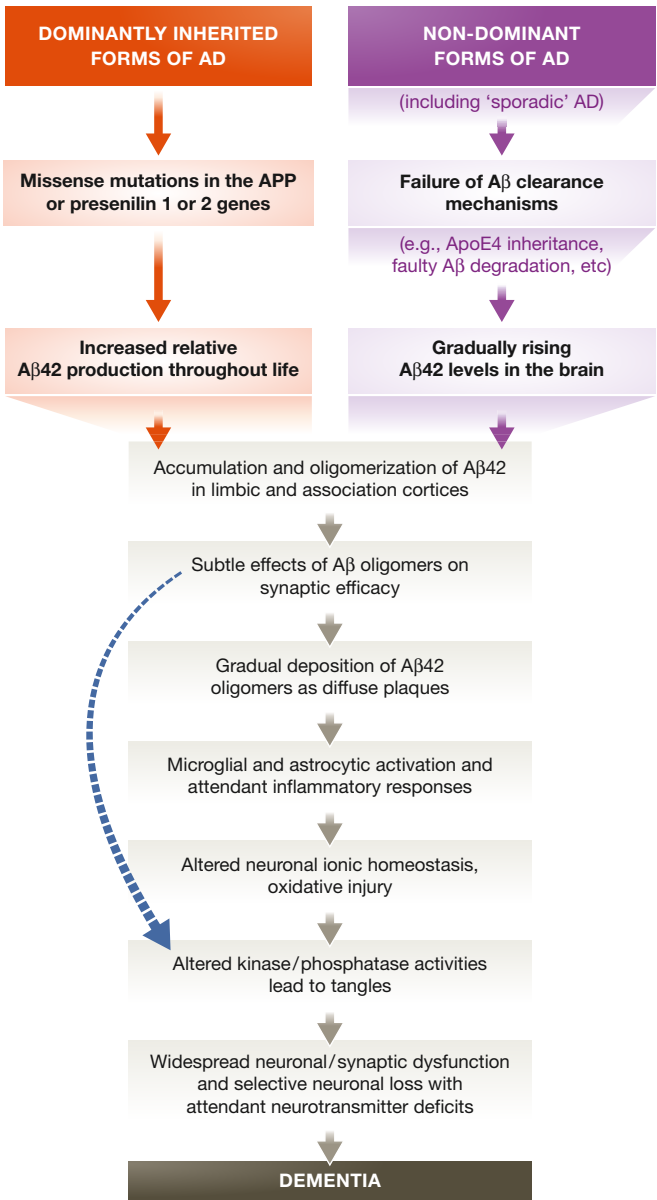 DOMINANTLY INHERITED
FORMS OF AD
NON-DOMINANT
FORMS OF AD
(including ‘sporadic’ AD)
Missense mutations in the APP
or presenilin 1 or 2 genes
Failure of Aβ clearance
mechanisms
(e.g., ApoE4 inheritance,
faulty Aβ degradation, etc)
Increased relative
Aβ42 production throughout life
Gradually rising
Aβ42 levels in the brain
Accumulation and oligomerization of Aβ42
in limbic and association cortices
Subtle effects of Aβ oligomers on
synaptic efficacy
Gradual deposition of Aβ42
oligomers as diffuse plaques
Microglial and astrocytic activation and
attendant inflammatory responses
Altered neuronal ionic homeostasis,
oxidative injury
Altered kinase/phosphatase activities
lead to tangles
Widespread neuronal/synaptic dysfunction
and selective neuronal loss with
attendant neurotransmitter deficits
DEMENTIA